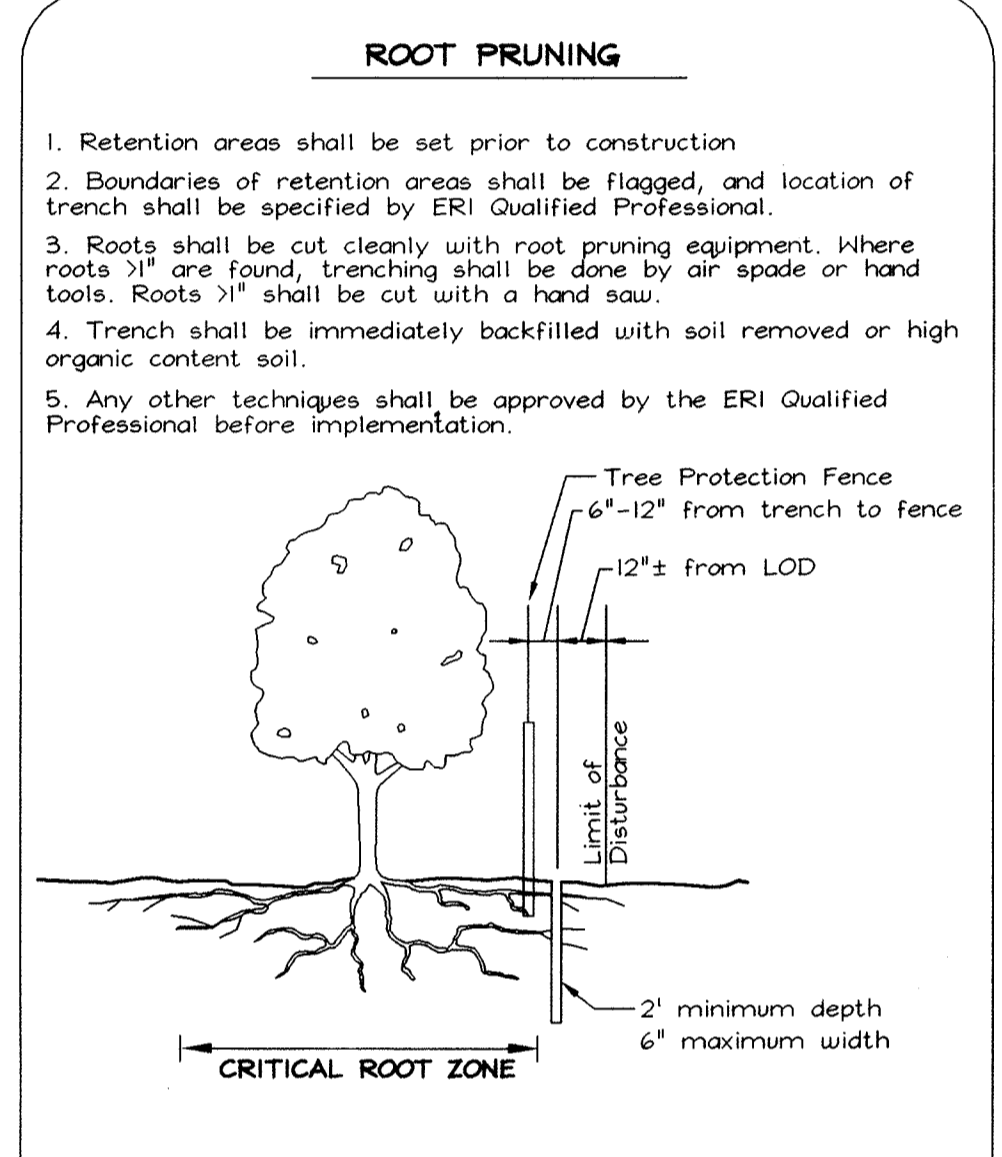 ROOT PRUNING
1. Retention areas shall be set prior to construction
2. Boundaries of retention areas shall be flagged, and location of
trench shall be specified by ERI Qualified Professional.
3. Roots shall be cut cleanly with root pruning equipment. Where
roots >1" are found, trenching shall be done by air spade or hand
tools. Roots >1" shall be cut with a hand saw.
4. Trench shall be immediately backfilled with soil removed or high
organic content soil.
5. Any other techniques shall be approved by the ERI Qualified
Professional before implementation.
Tree Protection Fence
6"-12" from trench to fence
12"± from LOD
Limit of
Disturbance
2' minimum depth
6" maximum width
CRITICAL ROOT ZONE